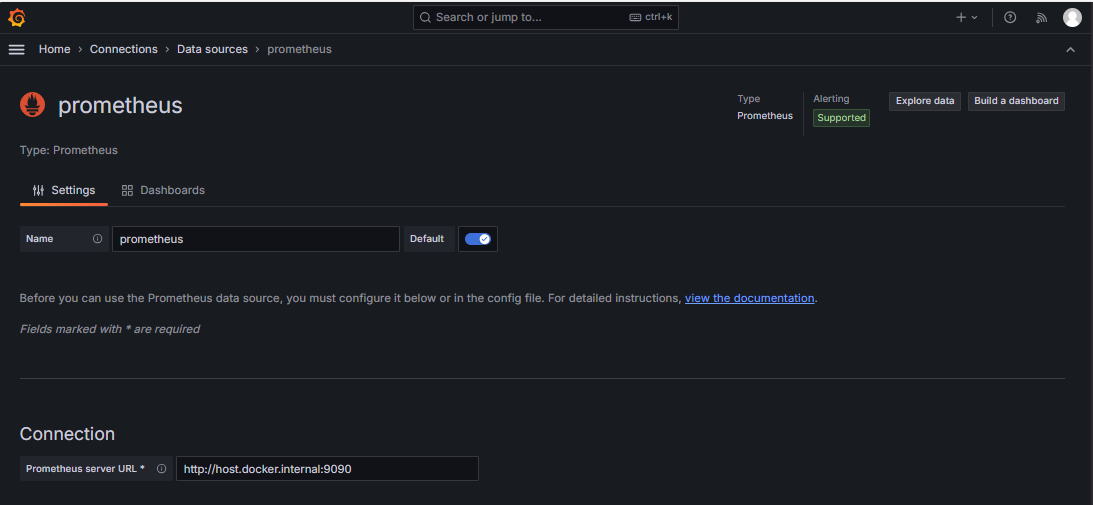 Search or jump to... ctrl+k
Home › Connections › Data sources › prometheus
prometheus
Type
Prometheus
Alerting
Supported
Explore data
Build a dashboard
Type: Prometheus
Settings
Dashboards
Name
prometheus
Default
Before you can use the Prometheus data source, you must configure it below or in the config file. For detailed instructions, view the documentation.
Fields marked with * are required
Connection
Prometheus server URL *
http://host.docker.internal:9090